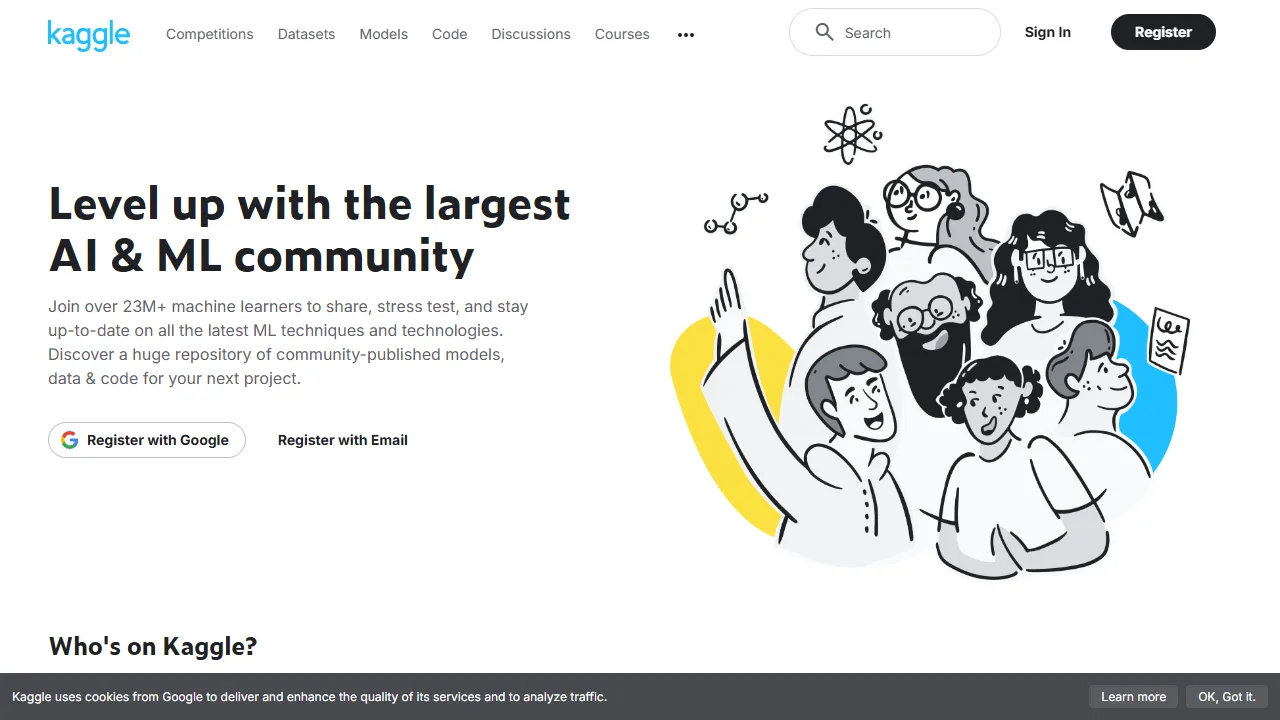 kaggle
Competitions Datasets Models Code Discussions Courses •••
Search
Sign In
Register
Level up with the largest
AI & ML community
Join over 23M+ machine learners to share, stress test, and stay
up-to-date on all the latest ML techniques and technologies.
Discover a huge repository of community-published models,
data & code for your next project.
Register with Google
Register with Email
Who's on Kaggle?
Kaggle uses cookies from Google to deliver and enhance the quality of its services and to analyze traffic.
Learn more
OK, Got it.